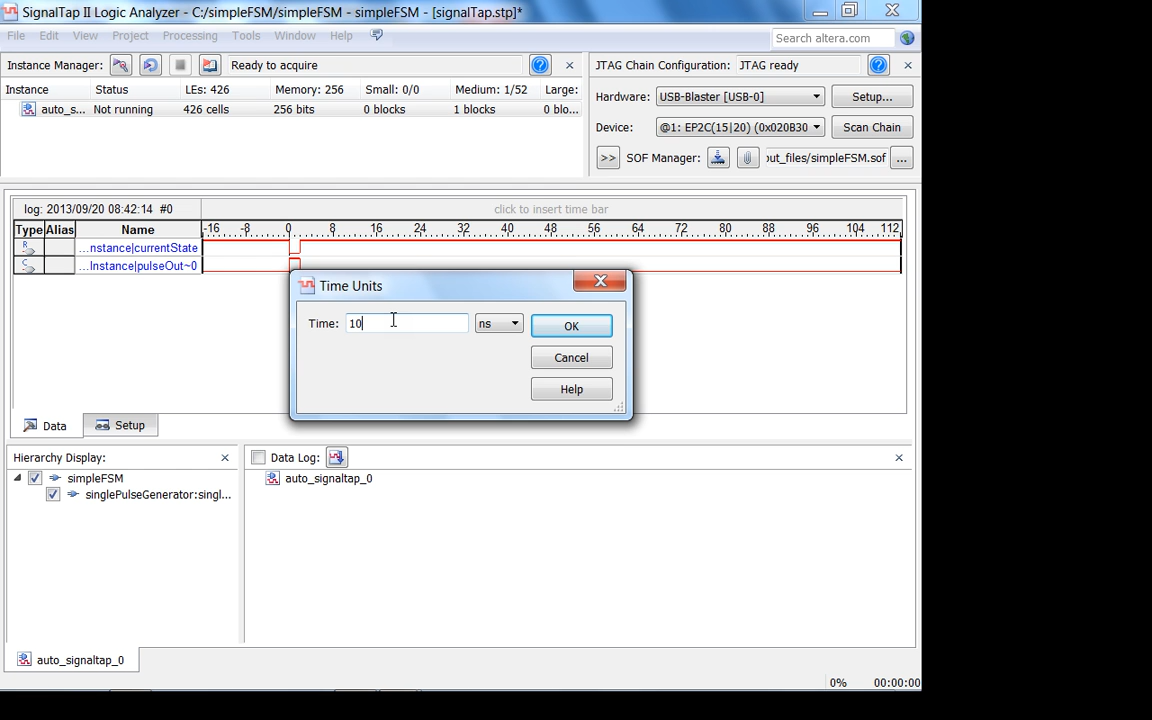 SignalTap II Logic Analyzer - C:/simpleFSM/simpleFSM - simpleFSM - [signalTap.stp]*
File Edit View Project Processing Tools Window Help
Search altera.com
Instance Manager: Ready to acquire
JTAG Chain Configuration: JTAG ready
Instance Status LEs: 426 Memory: 256 Small: 0/0 Medium: 1/52 Large:
auto_s... Not running 426 cells 256 bits 0 blocks 1 blocks 0 blo...
Hardware: USB-Blaster [USB-0] Setup...
Device: @1: EP2C(15|20) (0x020B30 Scan Chain
>> SOF Manager: out_files/simpleFSM.sof ...
log: 2013/09/20 08:42:14 #0 click to insert time bar
Type Alias Name -16 -8 0 8 16 24 32 40 48 56 64 72 80 88 96 104 112
R ...nstance|currentState
C ...Instance|pulseOut~0
Time Units
Time: 10 ns OK
Cancel
Help
Data Setup
Hierarchy Display:
simpleFSM
singlePulseGenerator:singl...
Data Log:
auto_signaltap_0
auto_signaltap_0
0% 00:00:00